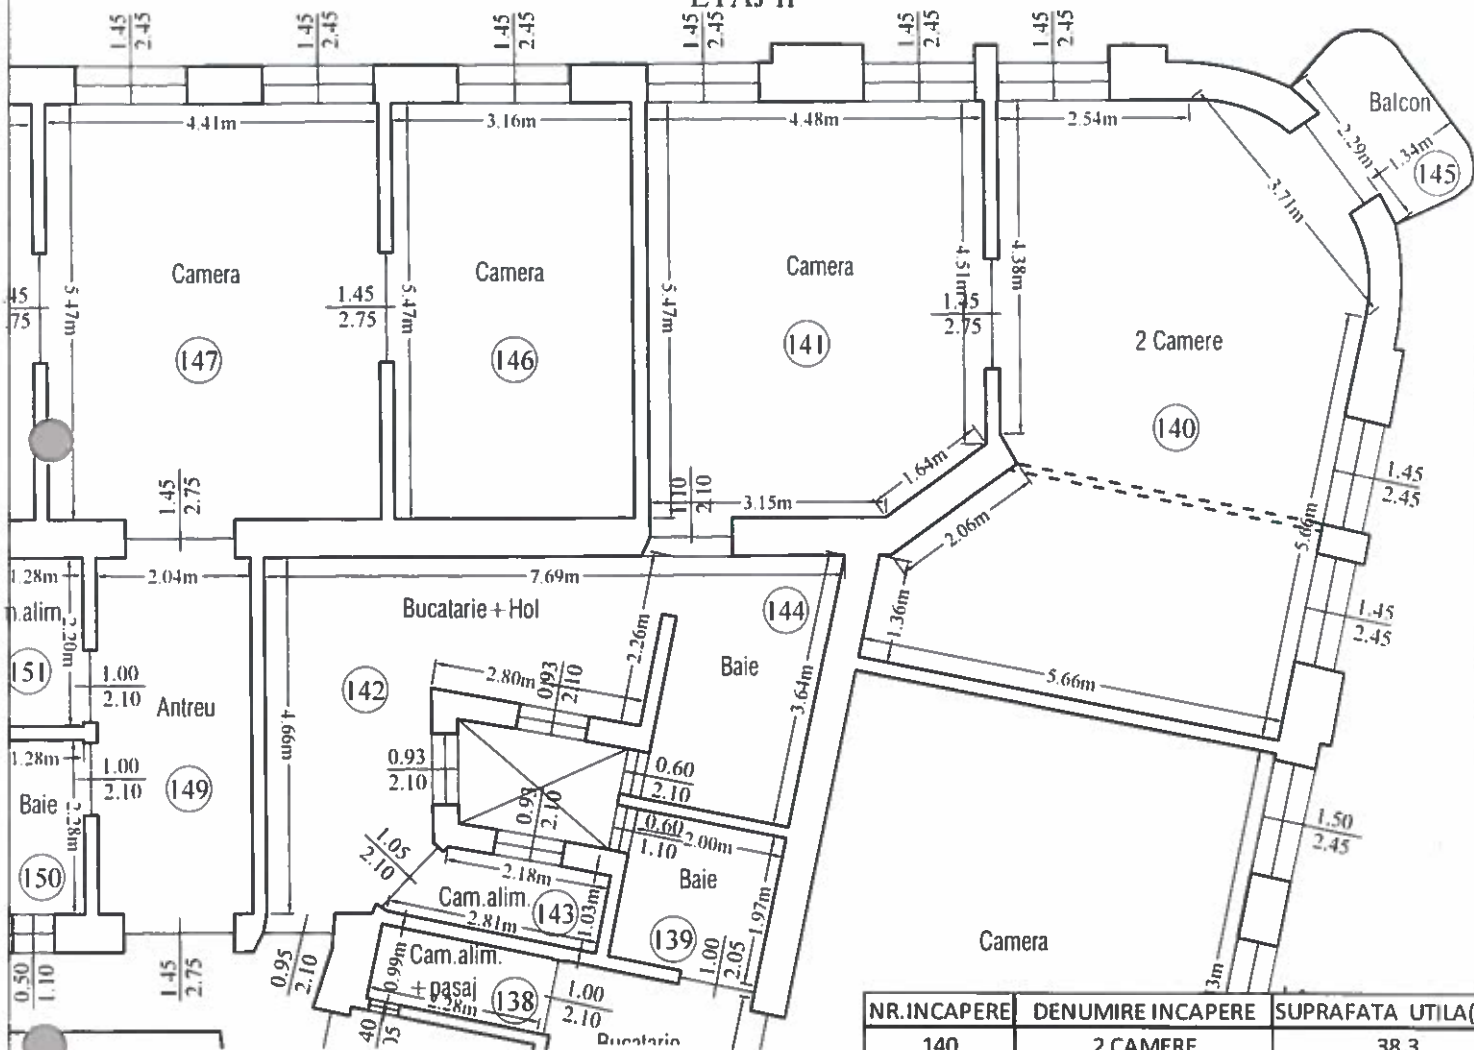 1.45
2.45
1.45
2.45
1.45
2.45
1.45
2.45
1.45
2.45
1.45
2.45
4.41m
3.16m
4.48m
2.54m
Balcon
2.29m
1.34m
145
3.71m
Camera
5.47m
147
1.45
2.75
5.47m
Camera
146
5.47m
Camera
141
4.51m
1.45
2.75
4.38m
2 Camere
140
1.45
2.45
1.45
2.75
3.15m
1.10
2.10
1.64m
2.06m
5.66m
1.28m
2.04m
7.69m
Bucatarie + Hol
144
1.36m
1.45
2.45
2.20m
151
1.00
2.10
Antreu
142
2.80m
0.93
2.10
2.26m
Baie
3.64m
5.66m
4.66m
1.28m
1.00
2.10
149
0.93
2.10
0.93
2.10
0.60
2.10
Baie
2.28m
150
1.05
2.10
2.18m
0.60
1.10
2.00m
Baie
1.50
2.45
Cam.alim.
143
2.81m
1.03m
139
1.97m
Camera
0.50
1.10
1.45
2.75
0.95
2.10
0.99m
Cam.alim.
+ pasaj
138
2.28m
1.00
2.10
1.00
2.05
NR.INCAPERE DENUMIRE INCAPERE SUPRAFATA UTILA(
140 2 CAMERE 38.3